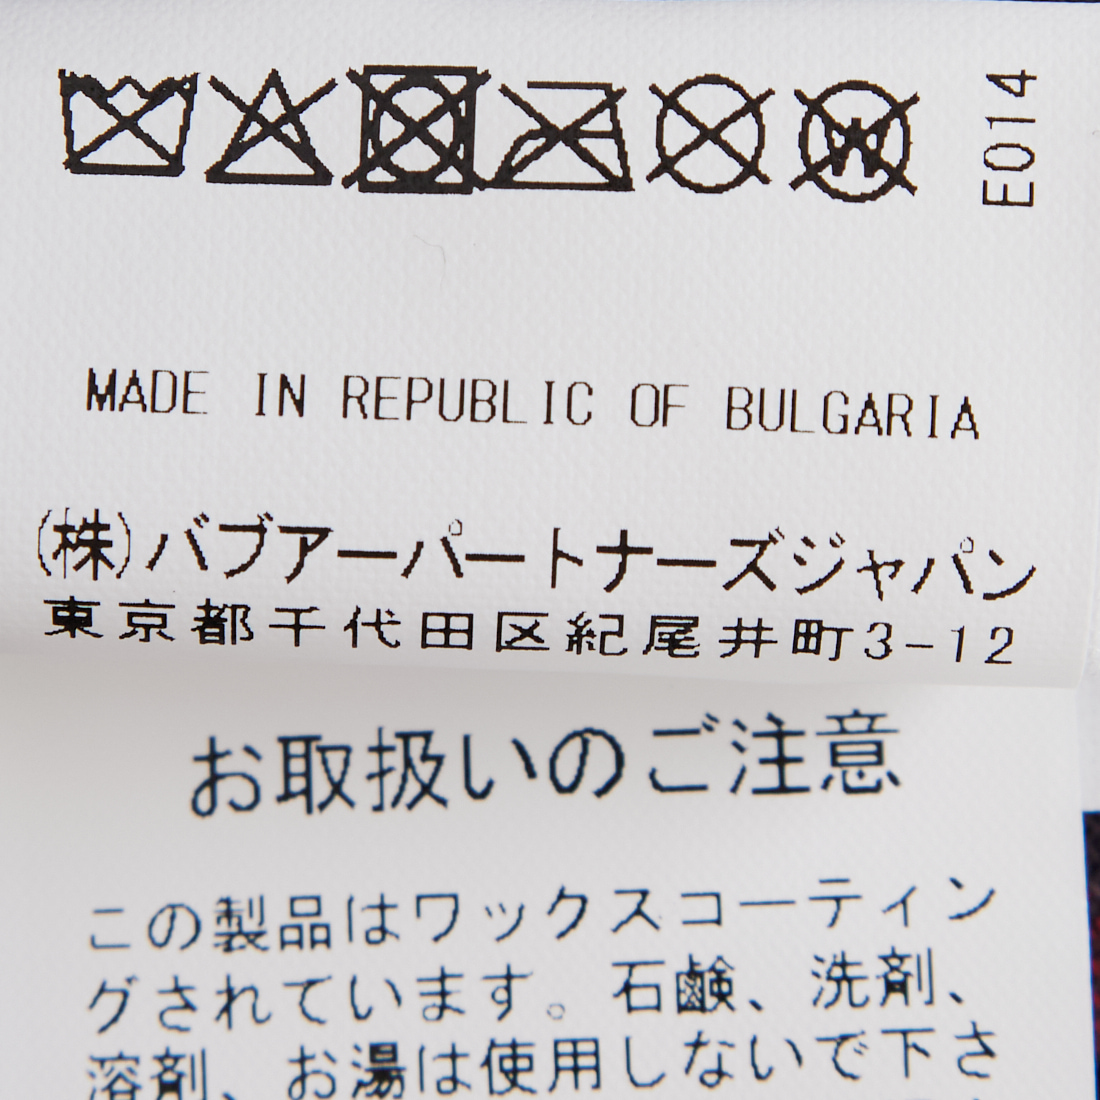 E014
MADE IN REPUBLIC OF BULGARIA
(株)バブアーパートナーズジャパン
東京都千代田区紀尾井町3-12
お取扱いのご注意
この製品はワックスコーティン
グされています。石鹸、洗剤、
溶剤、お湯は使用しないで下さ